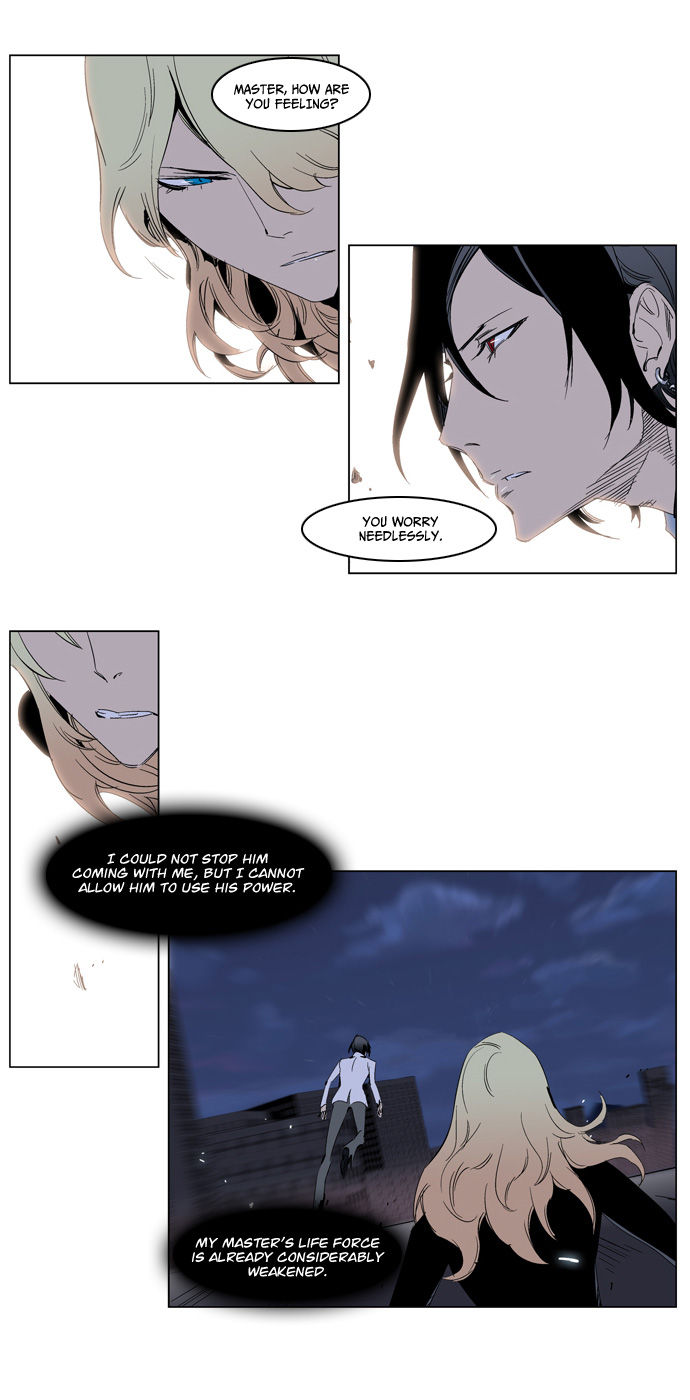 MASTER, HOW ARE
YOU FEELING?
YOU WORRY
NEEDLESSLY.
I COULD NOT STOP HIM
COMING WITH ME, BUT I CANNOT
ALLOW HIM TO USE HIS POWER.
MY MASTER'S LIFE FORCE
IS ALREADY CONSIDERABLY
WEAKENED.